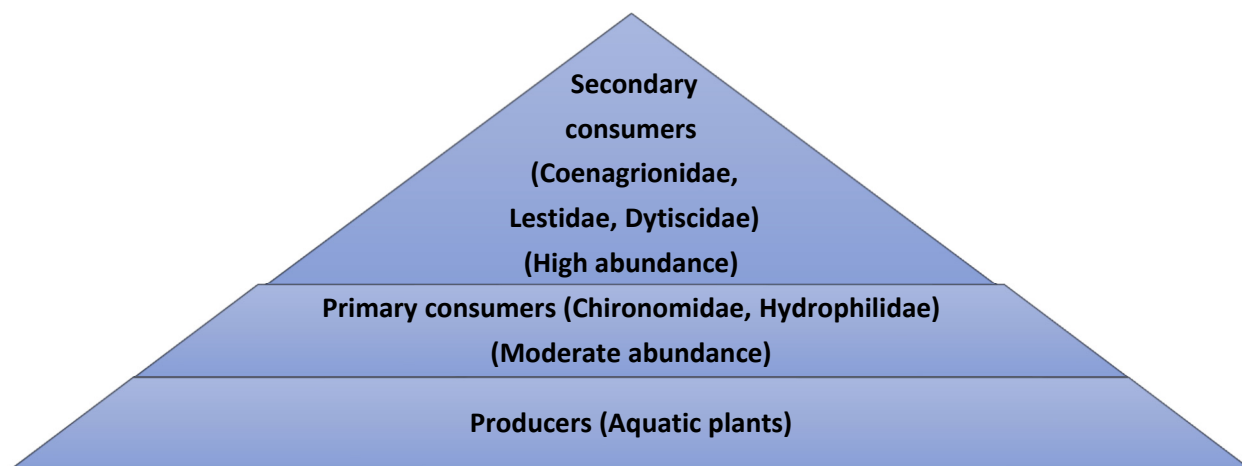 Secondary
consumers
(Coenagrionidae,
Lestidae, Dytiscidae)
(High abundance)
Primary consumers (Chironomidae, Hydrophilidae)
(Moderate abundance)
Producers (Aquatic plants)